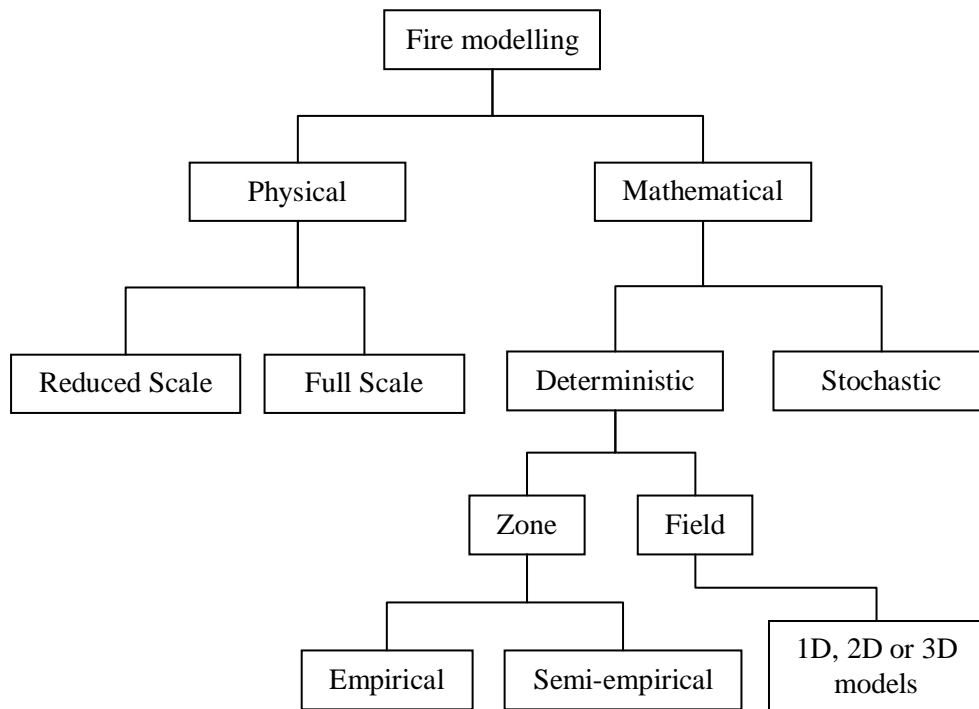 Fire modelling
Physical
Mathematical
Reduced Scale
Full Scale
Deterministic
Stochastic
Zone
Field
Empirical
Semi-empirical
1D, 2D or 3D
models